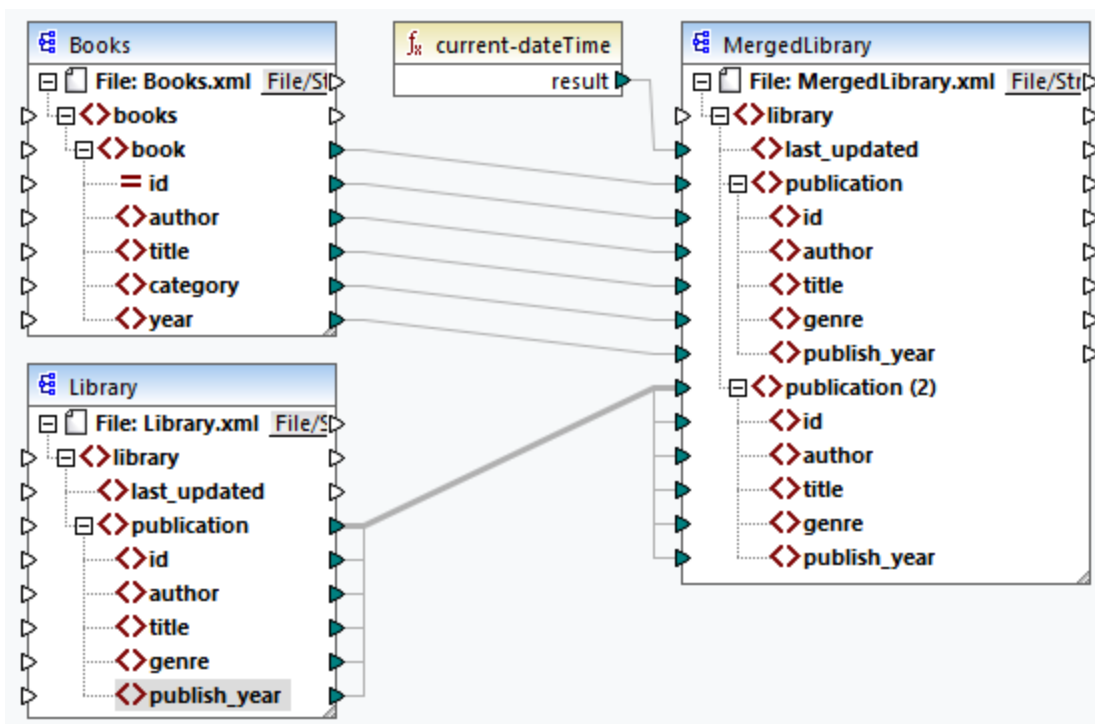 Books
File: Books.xml File/St
books
book
= id
author
title
category
year
Library
File: Library.xml File/S
library
last_updated
publication
id
author
title
genre
publish_year
fx current-dateTime
result
MergedLibrary
File: MergedLibrary.xml File/Str
library
last_updated
publication
id
author
title
genre
publish_year
publication (2)
id
author
title
genre
publish_year